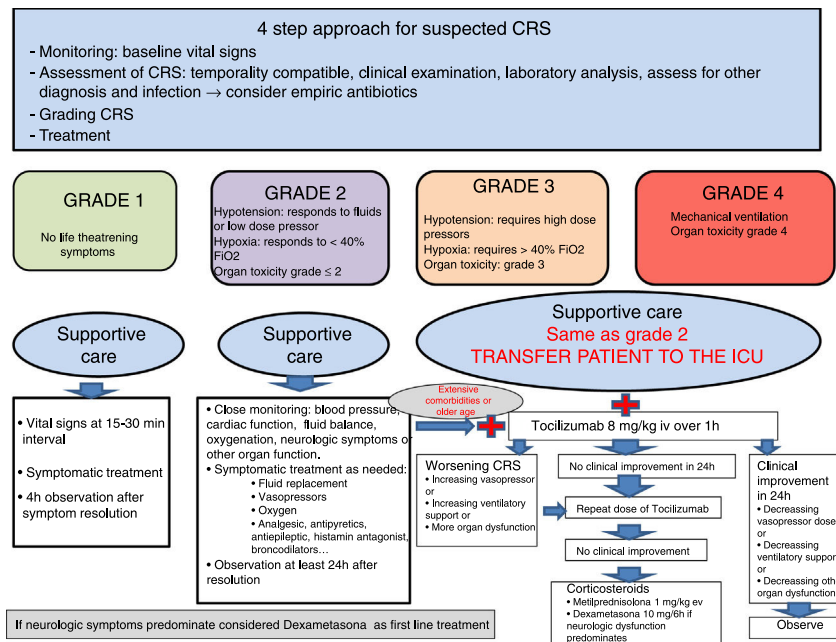 4 step approach for suspected CRS
- Monitoring: baseline vital signs
- Assessment of CRS: temporality compatible, clinical examination, laboratory analysis, assess for other
diagnosis and infection → consider empiric antibiotics
- Grading CRS
- Treatment
GRADE 1
No life theatrening
symptoms
GRADE 2
Hypotension: responds to fluids
or low dose pressor
Hypoxia: responds to < 40%
FiO2
Organ toxicity grade ≤ 2
GRADE 3
Hypotension: requires high dose
pressors
Hypoxia: requires > 40% FiO2
Organ toxicity: grade 3
GRADE 4
Mechanical ventilation
Organ toxicity grade 4
Supportive
care
Supportive
care
Supportive care
Same as grade 2
TRANSFER PATIENT TO THE ICU
• Vital signs at 15-30 min
interval
• Symptomatic treatment
• 4h observation after
symptom resolution
• Close monitoring: blood pressure,
cardiac function, fluid balance,
oxygenation, neurologic symptoms or
other organ function.
• Symptomatic treatment as needed:
• Fluid replacement
• Vasopressors
• Oxygen
• Analgesic, antipyretics,
antiepileptic, histamin antagonist,
broncodilators…
• Observation at least 24h after
resolution
Extensive
comorbidities or
older age
Tocilizumab 8 mg/kg iv over 1h
Worsening CRS
• Increasing vasopressor
or
• Increasing ventilatory
support or
• More organ dysfunction
No clinical improvement in 24h
Repeat dose of Tocilizumab
No clinical improvement
Corticosteroids
• Metilprednisolona 1 mg/kg ev
• Dexametasona 10 mg/6h if
neurologic dysfunction
predominates
Clinical
improvement
in 24h
• Decreasing
vasopressor dose
or
• Decreasing
ventilatory suppor
or
• Decreasing oth
organ dysfunction
Observe
If neurologic symptoms predominate considered Dexametasona as first line treatment